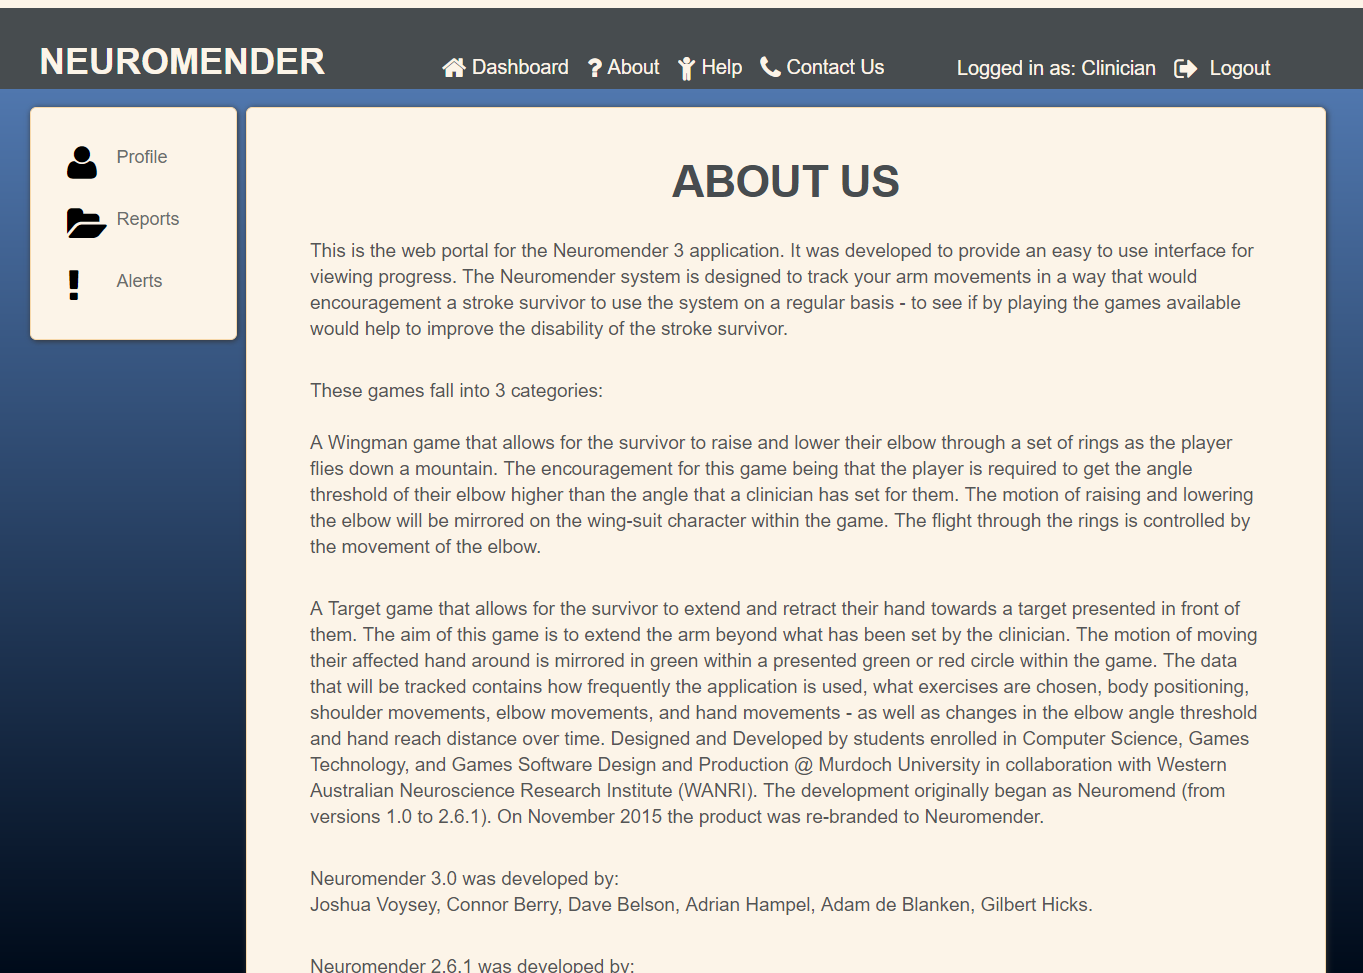 NEUROMENDER
Dashboard
About
Help
Contact Us
Logged in as: Clinician
Logout
Profile
Reports
Alerts
ABOUT US
This is the web portal for the Neuromender 3 application. It was developed to provide an easy to use interface for
viewing progress. The Neuromender system is designed to track your arm movements in a way that would
encouragement a stroke survivor to use the system on a regular basis - to see if by playing the games available
would help to improve the disability of the stroke survivor.
These games fall into 3 categories:
A Wingman game that allows for the survivor to raise and lower their elbow through a set of rings as the player
flies down a mountain. The encouragement for this game being that the player is required to get the angle
threshold of their elbow higher than the angle that a clinician has set for them. The motion of raising and lowering
the elbow will be mirrored on the wing-suit character within the game. The flight through the rings is controlled by
the movement of the elbow.
A Target game that allows for the survivor to extend and retract their hand towards a target presented in front of
them. The aim of this game is to extend the arm beyond what has been set by the clinician. The motion of moving
their affected hand around is mirrored in green within a presented green or red circle within the game. The data
that will be tracked contains how frequently the application is used, what exercises are chosen, body positioning,
shoulder movements, elbow movements, and hand movements - as well as changes in the elbow angle threshold
and hand reach distance over time. Designed and Developed by students enrolled in Computer Science, Games
Technology, and Games Software Design and Production @ Murdoch University in collaboration with Western
Australian Neuroscience Research Institute (WANRI). The development originally began as Neuromend (from
versions 1.0 to 2.6.1). On November 2015 the product was re-branded to Neuromender.
Neuromender 3.0 was developed by:
Joshua Voysey, Connor Berry, Dave Belson, Adrian Hampel, Adam de Blanken, Gilbert Hicks.
Neuromender 2.6.1 was developed by: